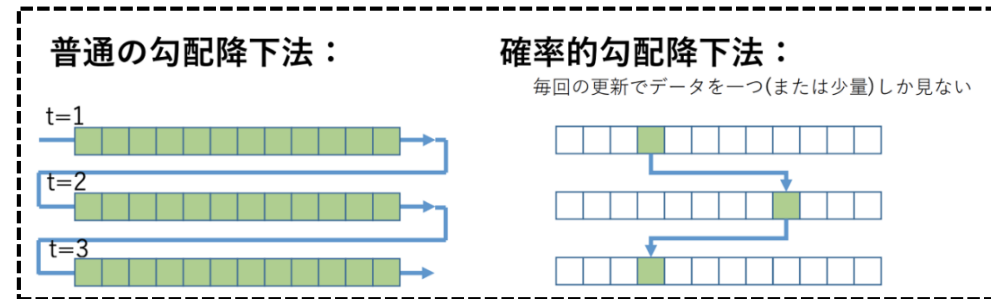 普通の勾配降下法：
t=1
t=2
t=3
確率的勾配降下法：
毎回の更新でデータを一つ(または少量)しか見ない